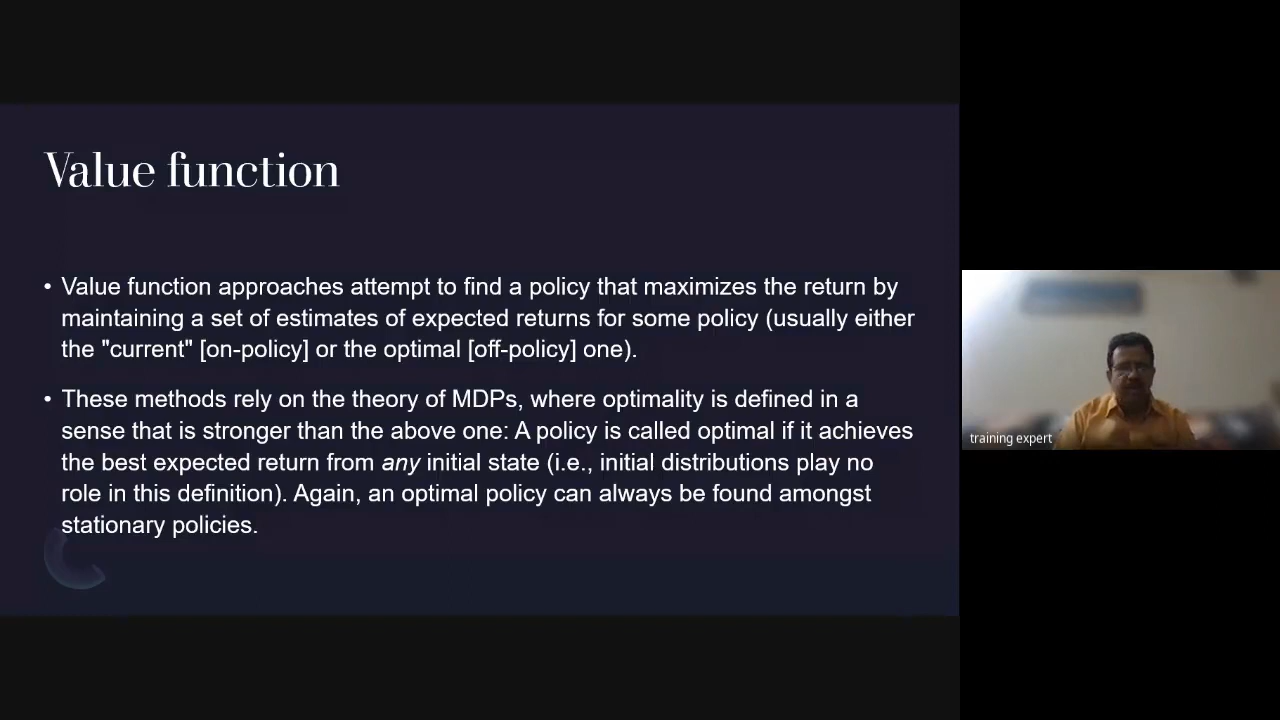 Value function
• Value function approaches attempt to find a policy that maximizes the return by
maintaining a set of estimates of expected returns for some policy (usually either
the "current" [on-policy] or the optimal [off-policy] one).
• These methods rely on the theory of MDPs, where optimality is defined in a
sense that is stronger than the above one: A policy is called optimal if it achieves
the best expected return from any initial state (i.e., initial distributions play no
role in this definition). Again, an optimal policy can always be found amongst
stationary policies.
training expert